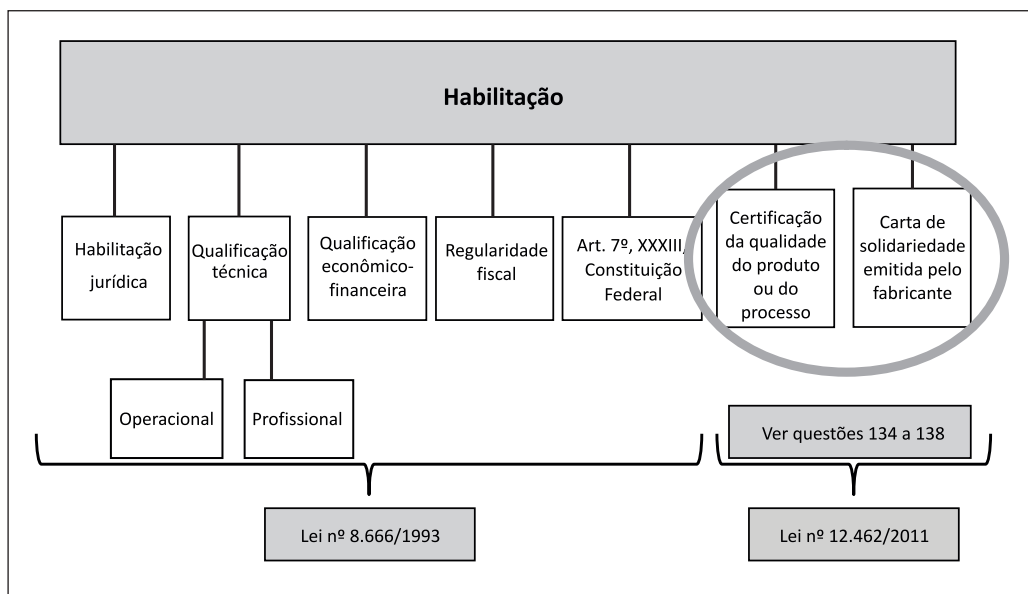 Habilitação
Habilitação
jurídica
Qualificação
técnica
Qualificação
econômico-
financeira
Regularidade
fiscal
Art. 7º, XXXIII,
Constituição
Federal
Certificação
da qualidade
do produto
ou do
processo
Carta de
solidariedade
emitida pelo
fabricante
Operacional
Profissional
Ver questões 134 a 138
Lei nº 8.666/1993
Lei nº 12.462/2011